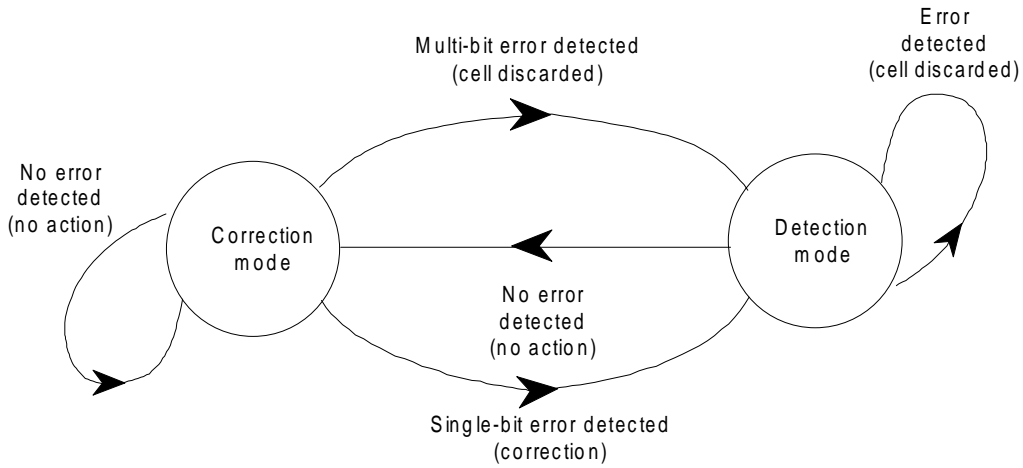 Multi-bit error detected
(cell discarded)
Error
detected
(cell discarded)
No error
detected
(no action)
Correction
mode
Detection
mode
No error
detected
(no action)
Single-bit error detected
(correction)